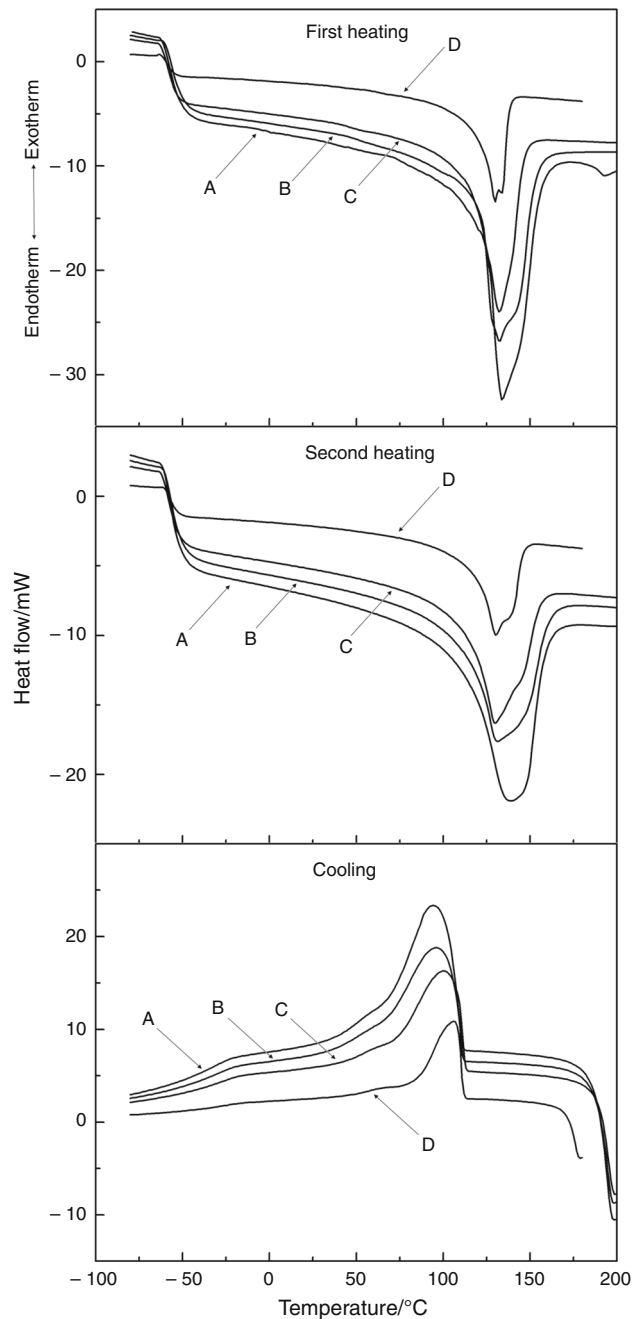 First heating
D
0
Exotherm
A
B
C
– 10
Endotherm
– 20
– 30
Second heating
D
0
A
B
C
– 10
– 20
Heat flow/mW
Cooling
20
A
B
C
10
D
0
– 10
– 100
– 50
0
50
100
150
200
Temperature/°C